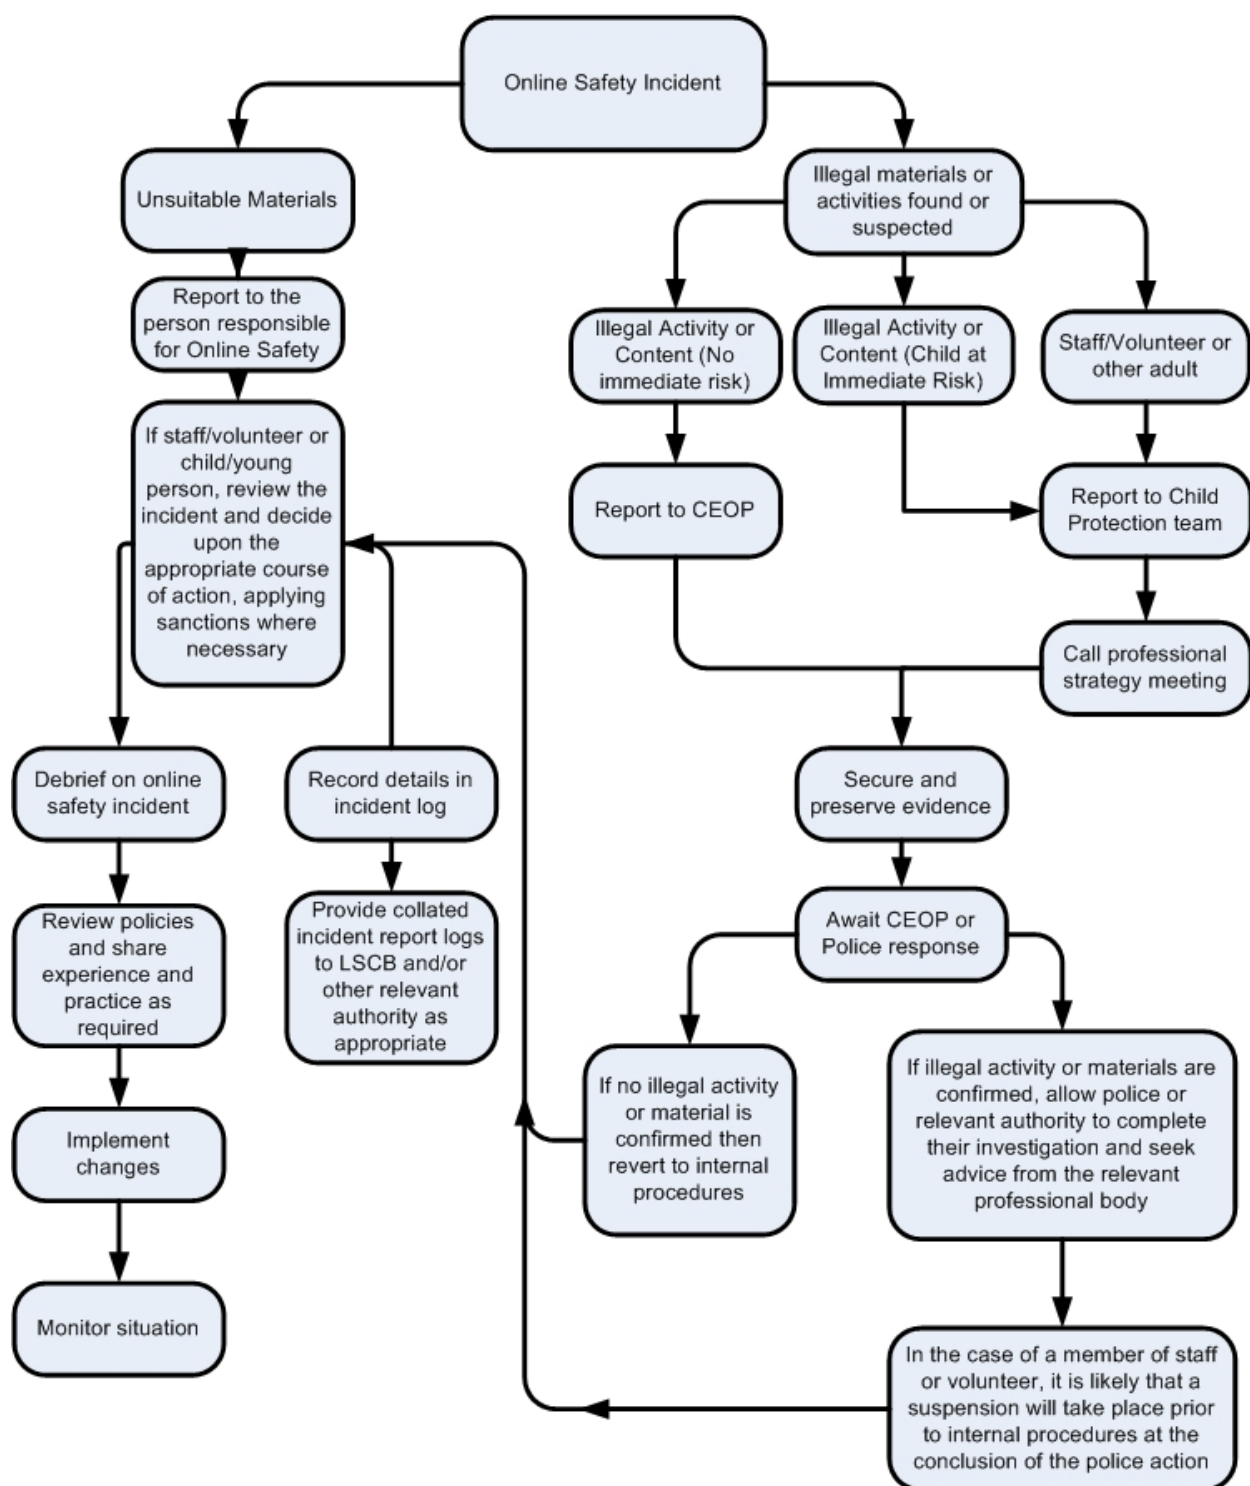 Online Safety Incident
Unsuitable Materials
Illegal materials or
activities found or
suspected
Report to the
person responsible
for Online Safety
Illegal Activity or
Content (No
immediate risk)
Illegal Activity or
Content (Child at
Immediate Risk)
Staff/Volunteer or
other adult
If staff/volunteer or
child/young
person, review the
incident and decide
upon the
appropriate course
of action, applying
sanctions where
necessary
Report to CEOP
Report to Child
Protection team
Call professional
strategy meeting
Debrief on online
safety incident
Record details in
incident log
Secure and
preserve evidence
Review policies
and share
experience and
practice as
required
Provide collated
incident report logs
to LSCB and/or
other relevant
authority as
appropriate
Await CEOP or
Police response
If no illegal activity
or material is
confirmed then
revert to internal
procedures
If illegal activity or materials are
confirmed, allow police or
relevant authority to complete
their investigation and seek
advice from the relevant
professional body
Implement
changes
Monitor situation
In the case of a member of staff
or volunteer, it is likely that a
suspension will take place prior
to internal procedures at the
conclusion of the police action